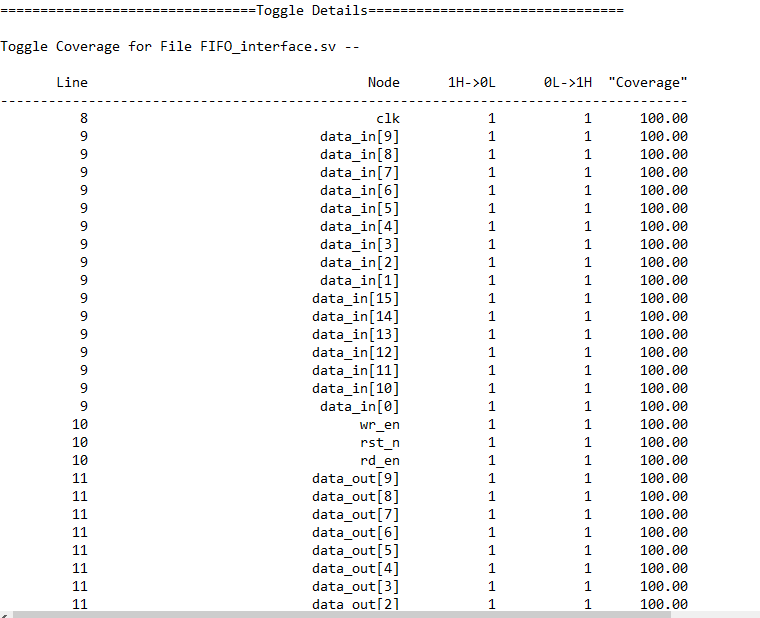 ================================Toggle Details================================
Toggle Coverage for File FIFO_interface.sv --
Line Node 1H->0L 0L->1H "Coverage"
--------------------------------------------------------------------------------------
8 clk 1 1 100.00
9 data_in[9] 1 1 100.00
9 data_in[8] 1 1 100.00
9 data_in[7] 1 1 100.00
9 data_in[6] 1 1 100.00
9 data_in[5] 1 1 100.00
9 data_in[4] 1 1 100.00
9 data_in[3] 1 1 100.00
9 data_in[2] 1 1 100.00
9 data_in[1] 1 1 100.00
9 data_in[15] 1 1 100.00
9 data_in[14] 1 1 100.00
9 data_in[13] 1 1 100.00
9 data_in[12] 1 1 100.00
9 data_in[11] 1 1 100.00
9 data_in[10] 1 1 100.00
9 data_in[0] 1 1 100.00
10 wr_en 1 1 100.00
10 rst_n 1 1 100.00
10 rd_en 1 1 100.00
11 data_out[9] 1 1 100.00
11 data_out[8] 1 1 100.00
11 data_out[7] 1 1 100.00
11 data_out[6] 1 1 100.00
11 data_out[5] 1 1 100.00
11 data_out[4] 1 1 100.00
11 data_out[3] 1 1 100.00
11 data_out[2] 1 1 100.00